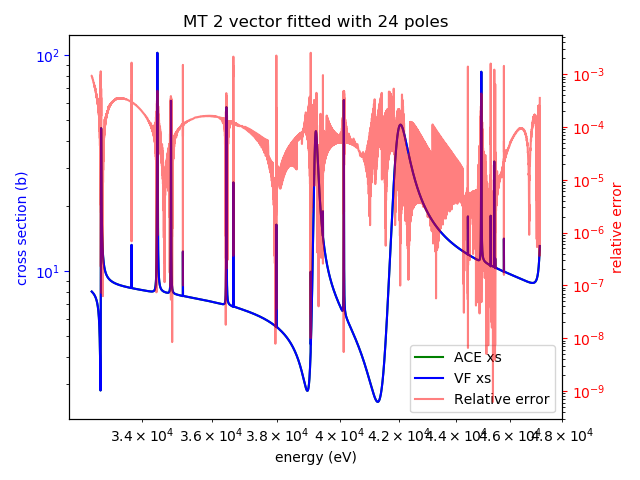 MT 2 vector fitted with 24 poles
10²
10¹
cross section (b)
10⁻³
10⁻⁴
10⁻⁵
10⁻⁶
10⁻⁷
10⁻⁸
10⁻⁹
relative error
ACE xs
VF xs
Relative error
3.4 × 10⁴ 3.6 × 10⁴ 3.8 × 10⁴ 4 × 10⁴ 4.2 × 10⁴ 4.4 × 10⁴ 4.6 × 10⁴ 4.8 × 10⁴
energy (eV)